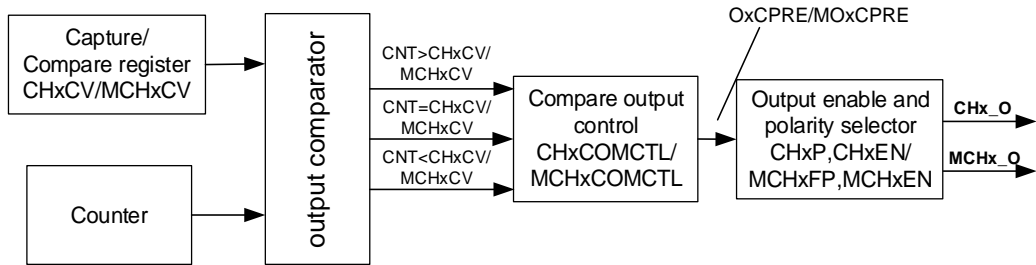 Capture/
Compare register
CHxCV/MCHxCV
Counter
output comparator
CNT>CHxCV/
MCHxCV
CNT=CHxCV/
MCHxCV
CNT<CHxCV/
MCHxCV
Compare output
control
CHxCOMCTL/
MCHxCOMCTL
OxCPRE/MOxCPRE
Output enable and
polarity selector
CHxP,CHxEN/
MCHxFP,MCHxEN
CHx_O
MCHx_O